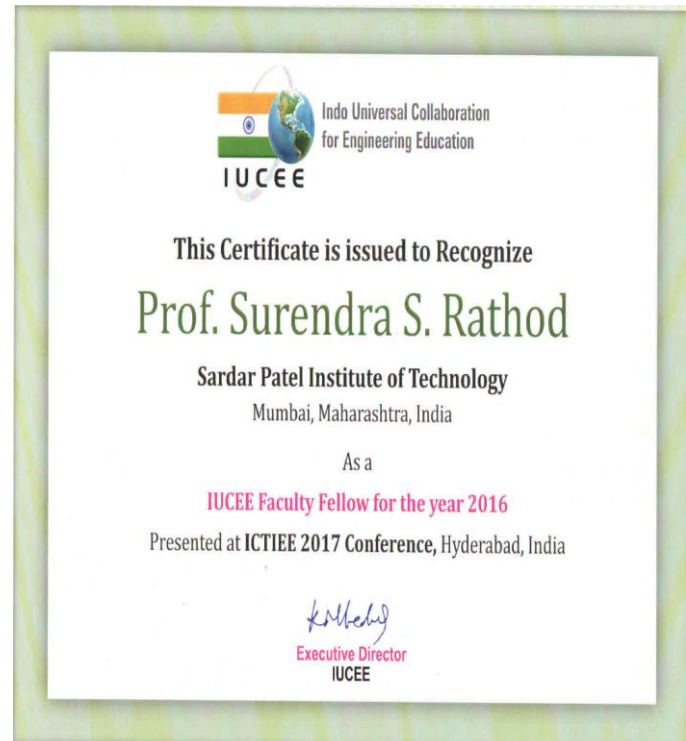 Indo Universal Collaboration
for Engineering Education
IUCEE
This Certificate is issued to Recognize
Prof. Surendra S. Rathod
Sardar Patel Institute of Technology
Mumbai, Maharashtra, India
As a
IUCEE Faculty Fellow for the year 2016
Presented at ICTIEE 2017 Conference, Hyderabad, India
Executive Director
IUCEE